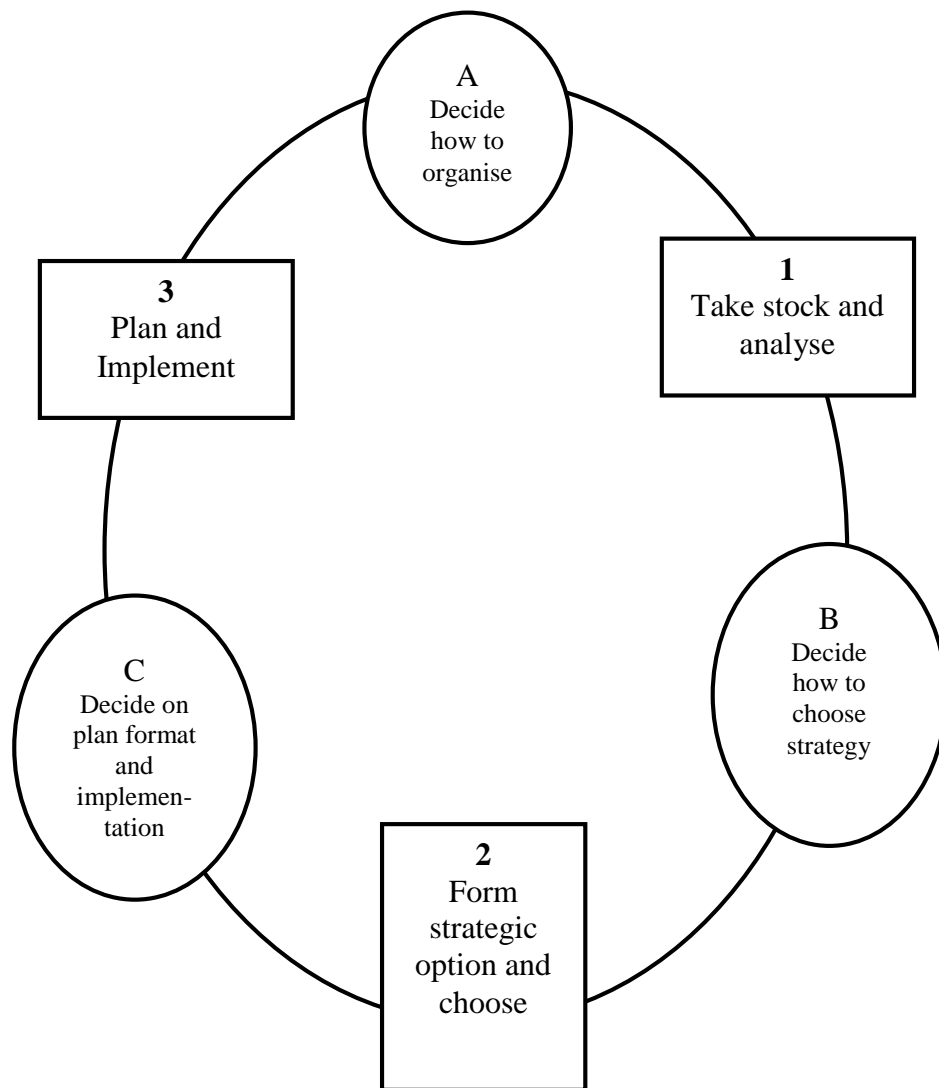 A
Decide
how to
organise
1
Take stock and
analyse
B
Decide
how to
choose
strategy
2
Form
strategic
option and
choose
C
Decide on
plan format
and
implemen-
tation
3
Plan and
Implement